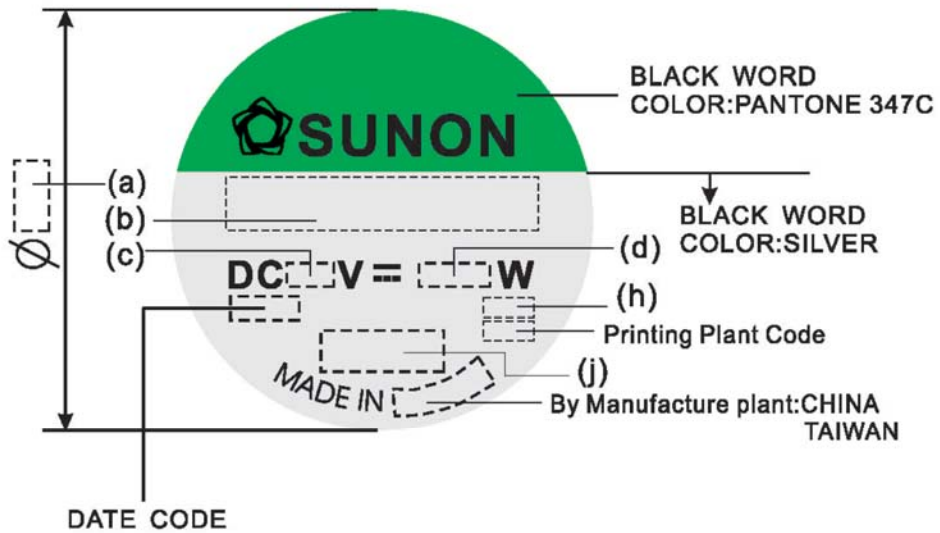 BLACK WORD
COLOR:PANTONE 347C
SUNON
(a)
(b)
BLACK WORD
COLOR:SILVER
Ø
(c)
(d)
DC V W
(h)
Printing Plant Code
(j)
MADE IN
By Manufacture plant:CHINA
TAIWAN
DATE CODE